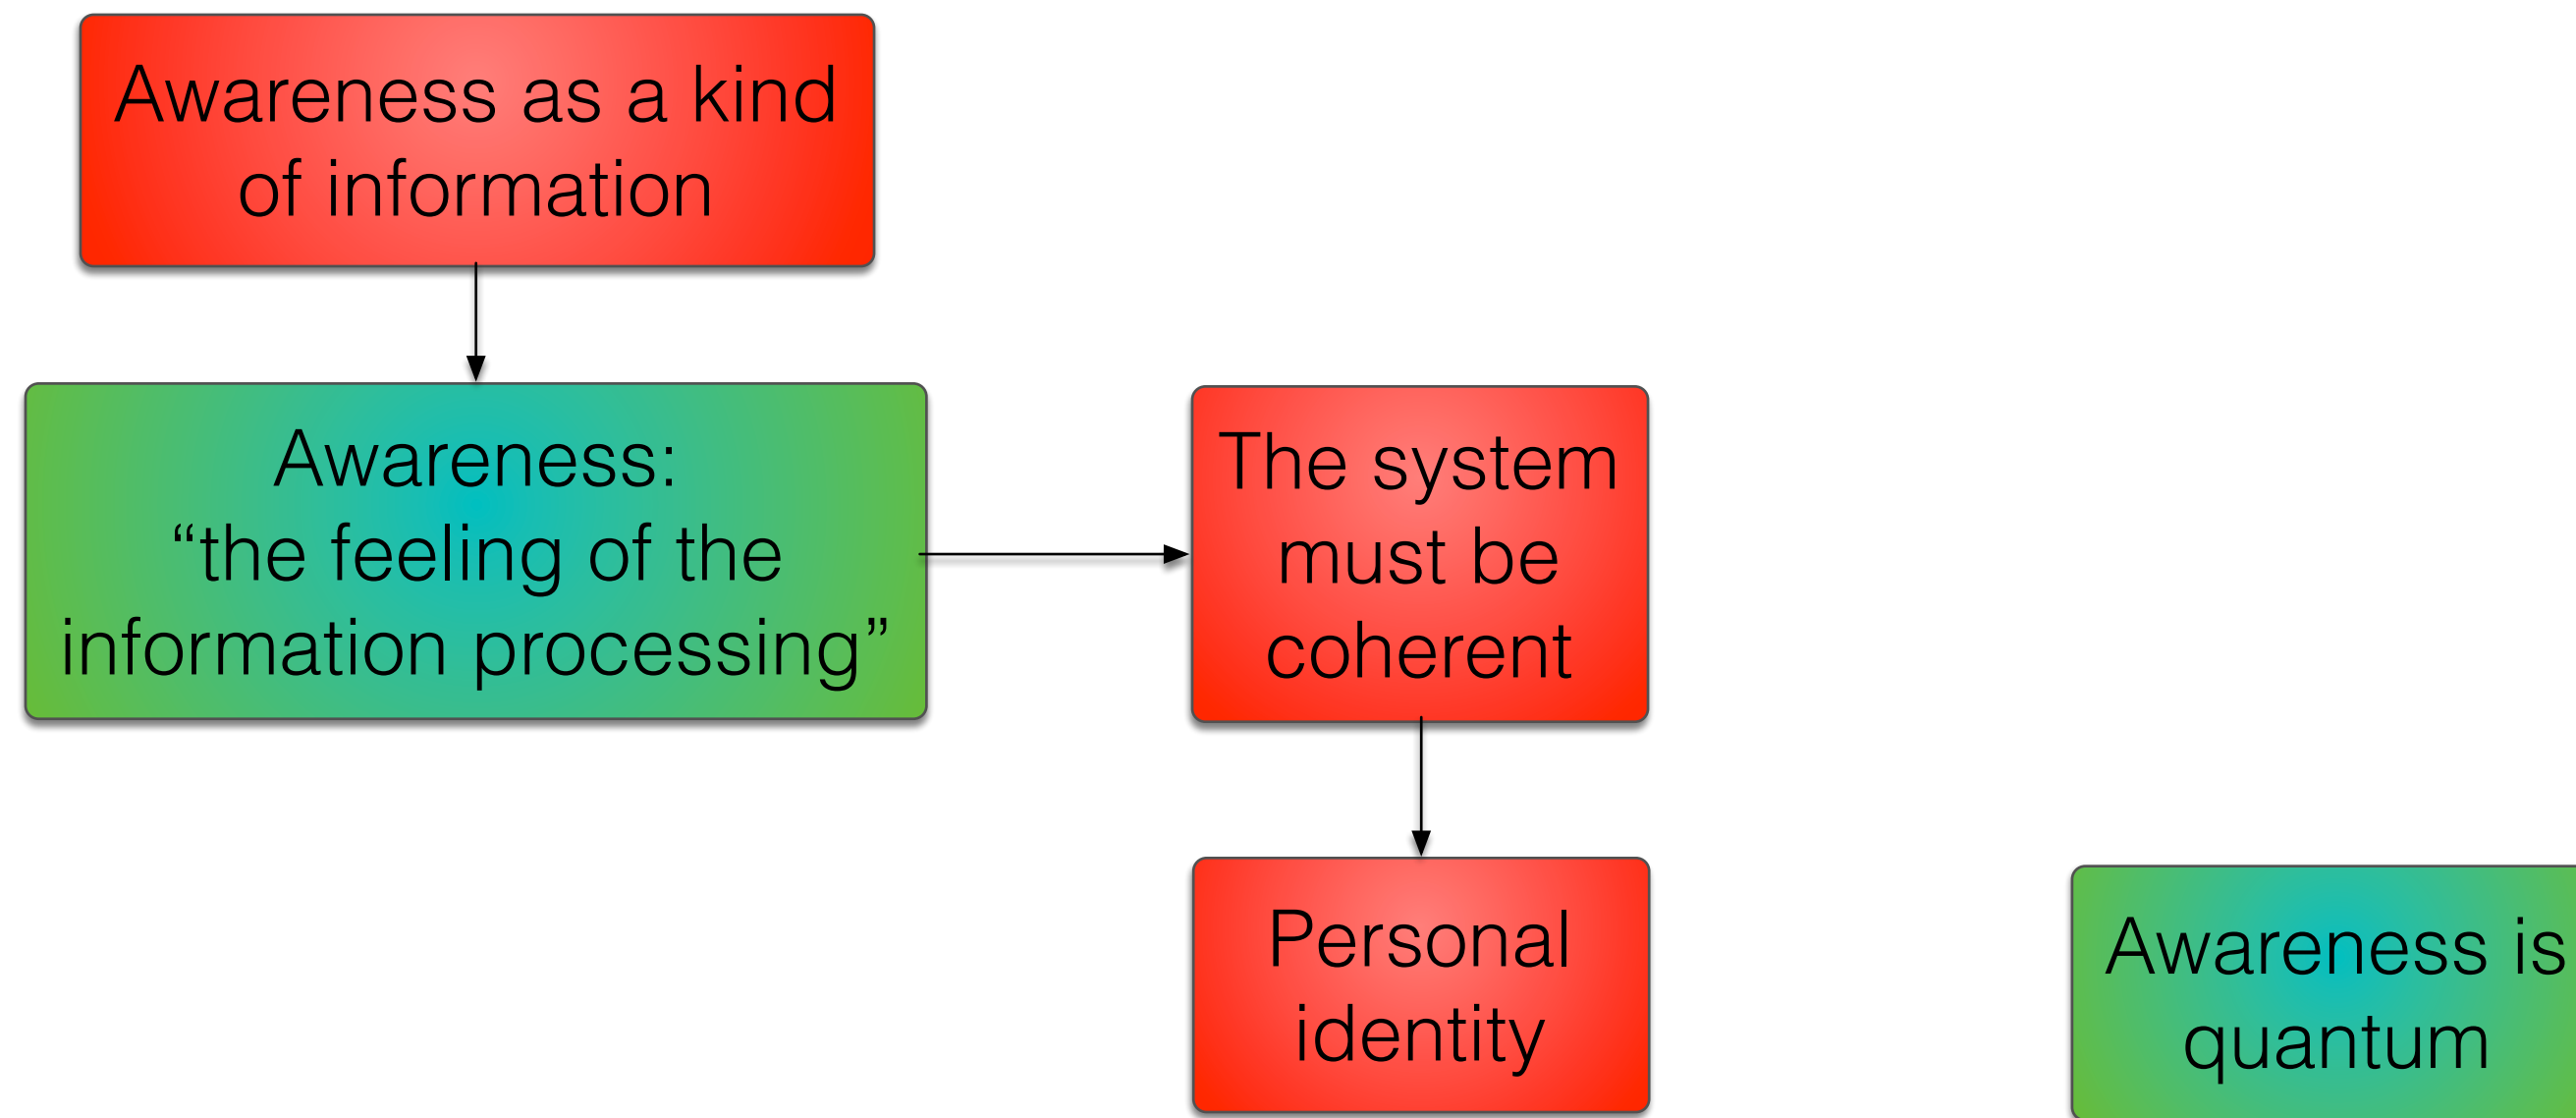 Awareness as a kind
of information
Awareness:
“the feeling of the
information processing”
The system
must be
coherent
Personal
identity
Awareness is
quantum